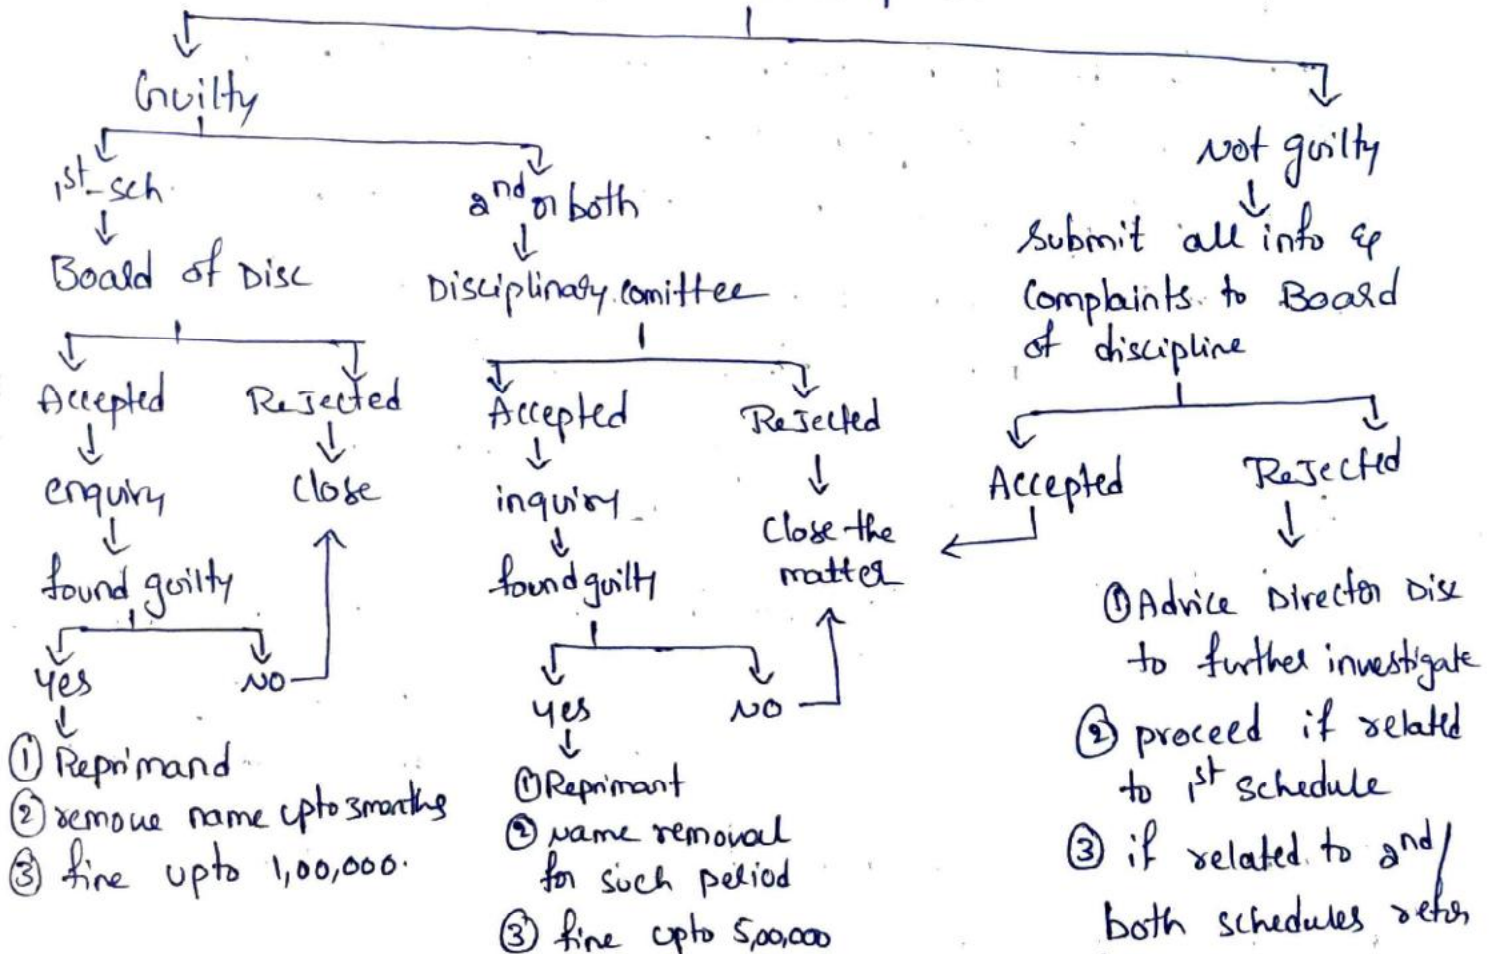 Guilty
1st-sch.
Board of Disc
Accepted
enquiry
found guilty
Yes
① Reprimand
② remove name upto 3months
③ fine upto 1,00,000.
NO
Rejected
Close
2nd or both
Disciplinary comittee
Accepted
inquiry
found guilty
Yes
① Reprimant
② Name removal
for such period
③ fine upto 5,00,000
NO
Rejected
Close the
matter
Not guilty
Submit all info &
Complaints to Board
of discipline
Accepted
Rejected
① Advice Director Disc
to further investigate
② proceed if related
to 1st schedule
③ if related to 2nd/
both schedules refer